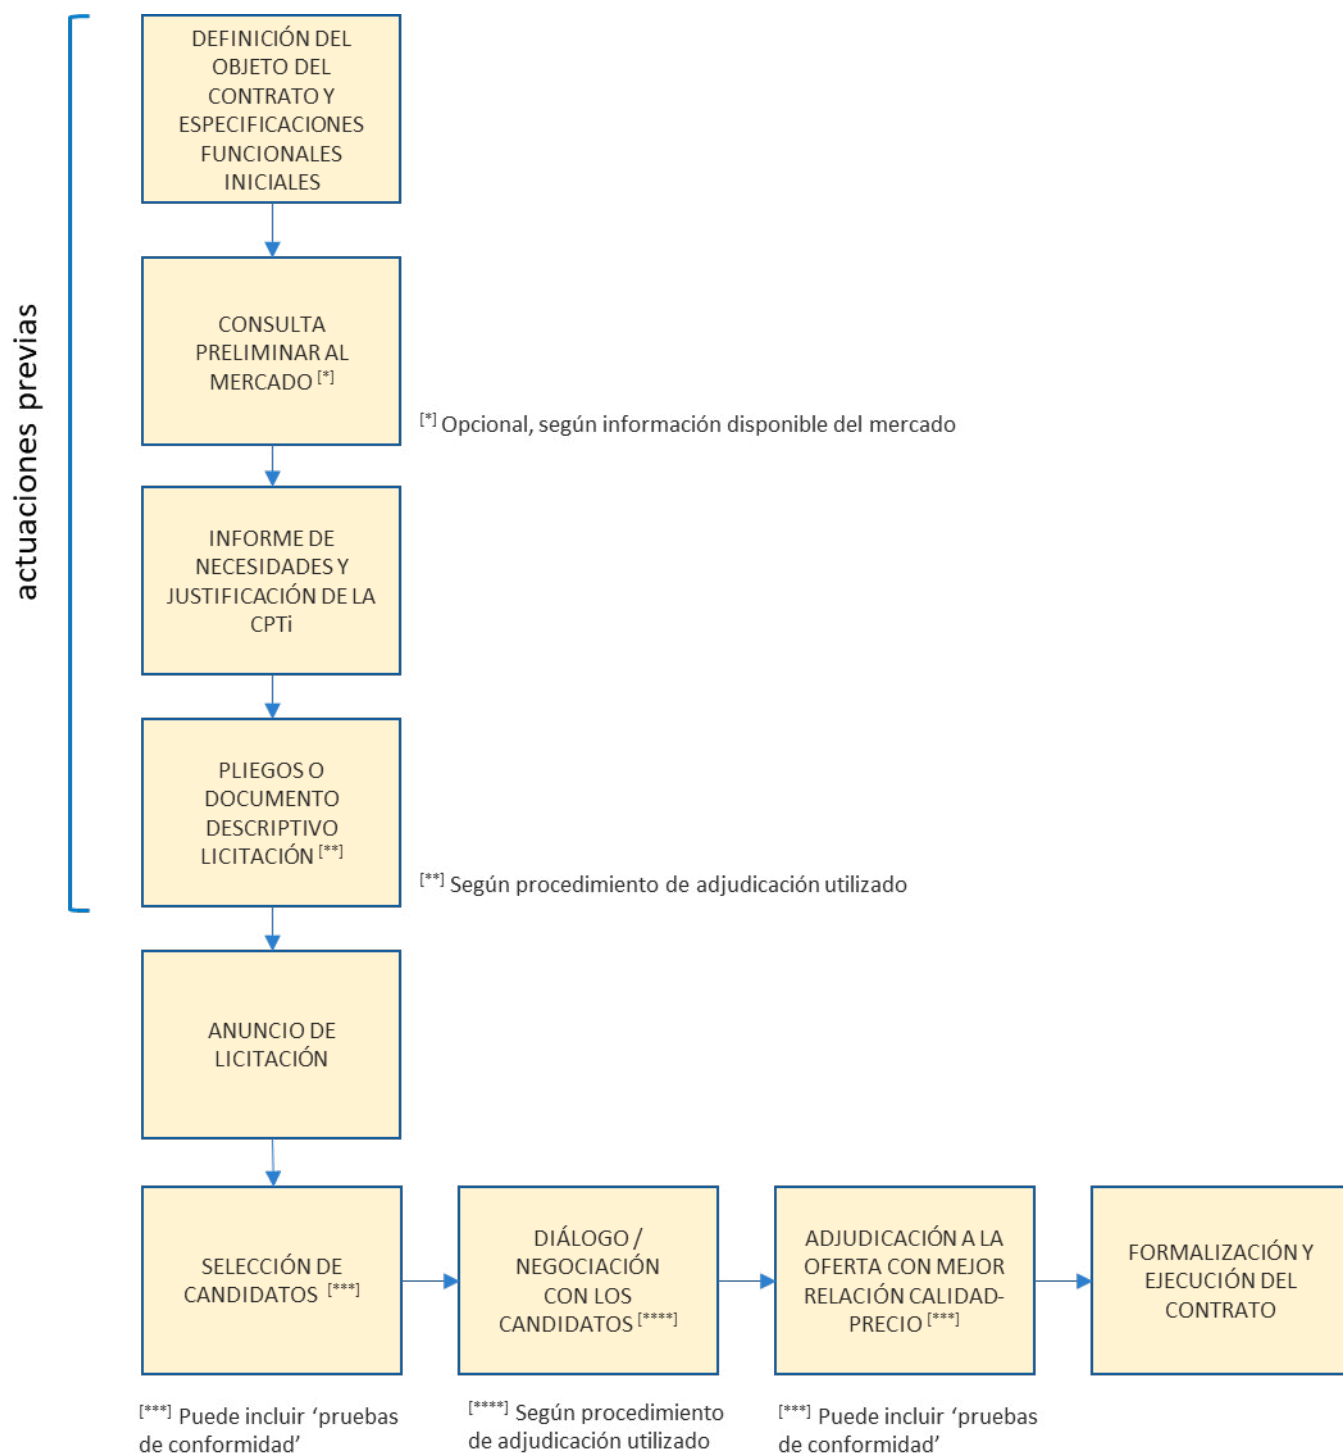 actuaciones previas
DEFINICIÓN DEL
OBJETO DEL
CONTRATO Y
ESPECIFICACIONES
FUNCIONALES
INICIALES
CONSULTA
PRELIMINAR AL
MERCADO [*]
[*] Opcional, según información disponible del mercado
INFORME DE
NECESIDADES Y
JUSTIFICACIÓN DE LA
CPTi
PLIEGOS O
DOCUMENTO
DESCRIPTIVO
LICITACIÓN [**]
[**] Según procedimiento de adjudicación utilizado
ANUNCIO DE
LICITACIÓN
SELECCIÓN DE
CANDIDATOS [***]
DIÁLOGO /
NEGOCIACIÓN
CON LOS
CANDIDATOS [****]
ADJUDICACIÓN A LA
OFERTA CON MEJOR
RELACIÓN CALIDAD-
PRECIO [***]
FORMALIZACIÓN Y
EJECUCIÓN DEL
CONTRATO
[***] Puede incluir ‘pruebas
de conformidad’
[****] Según procedimiento
de adjudicación utilizado
[***] Puede incluir ‘pruebas
de conformidad’